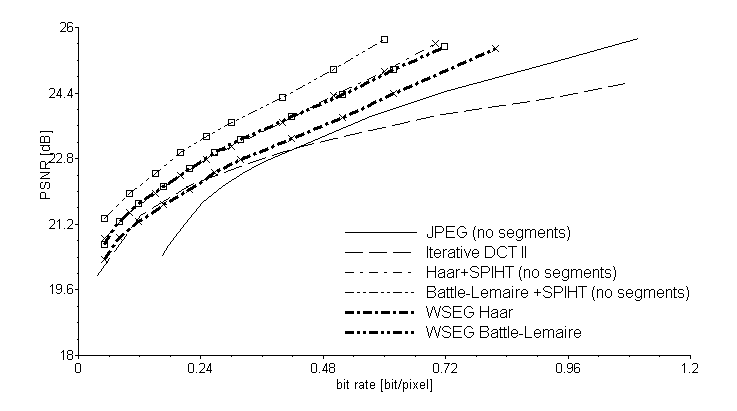 26
24.4
22.8
21.2
19.6
18
PSNR [dB]
0
0.24
0.48
0.72
0.96
1.2
bit rate [bit/pixel]
JPEG (no segments)
Iterative DCT II
Haar+SPIHT (no segments)
Battle-Lemaire +SPIHT (no segments)
WSEG Haar
WSEG Battle-Lemaire